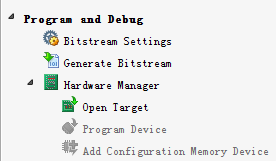 Program and Debug
Bitstream Settings
Generate Bitstream
Hardware Manager
Open Target
Program Device
Add Configuration Memory Device